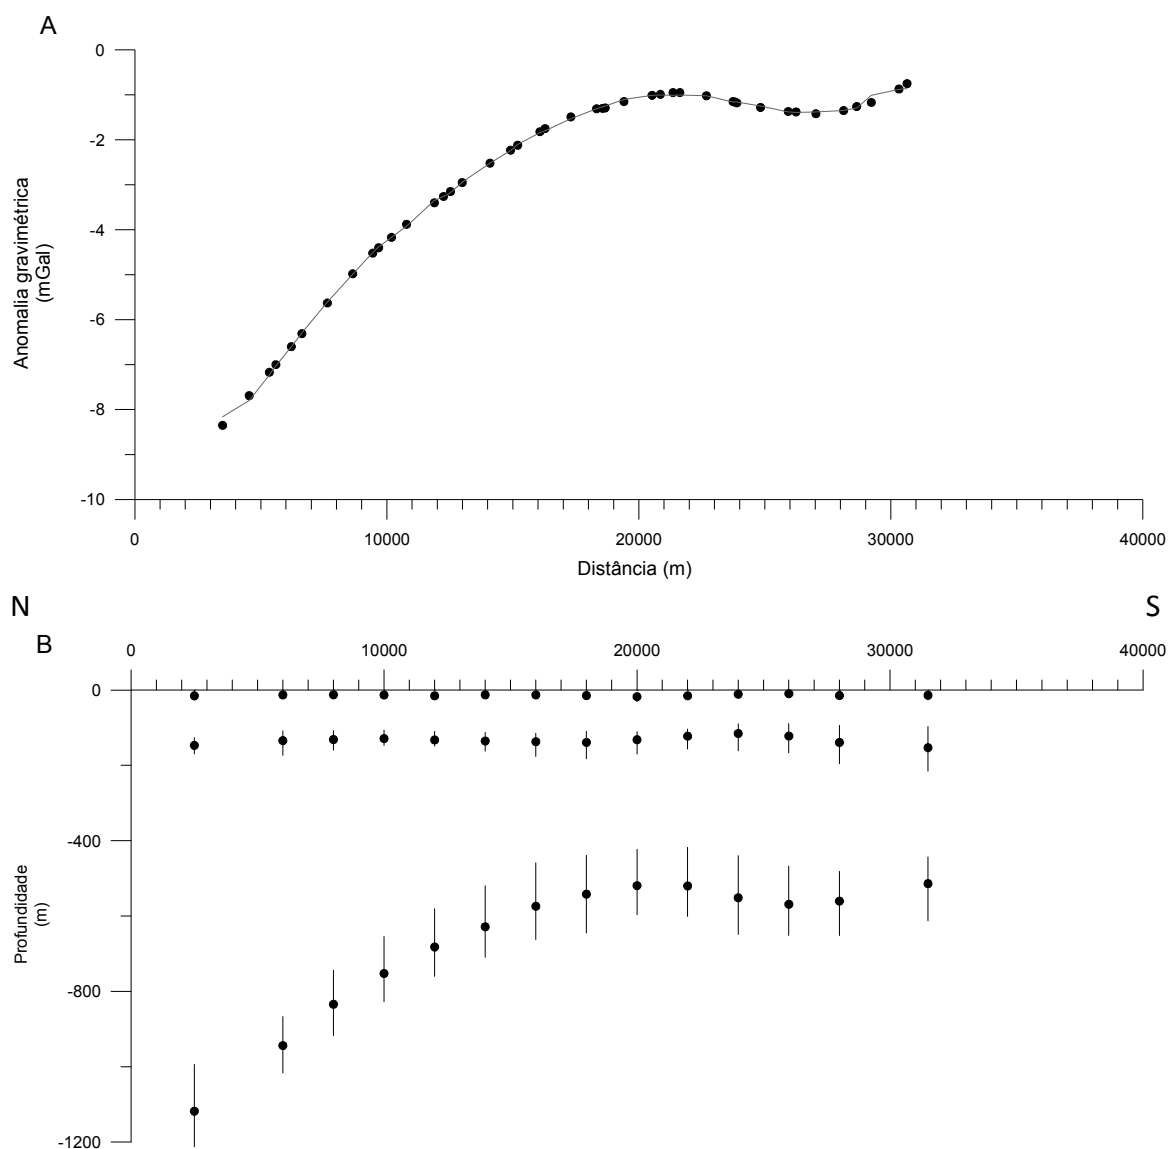 A
0
-2
-4
-6
-8
-10
Anomalia gravimétrica
(mGal)
0 10000 20000 30000 40000
Distância (m)
N S
B
0 10000 20000 30000 40000
0
-400
-800
-1200
Profundidade
(m)